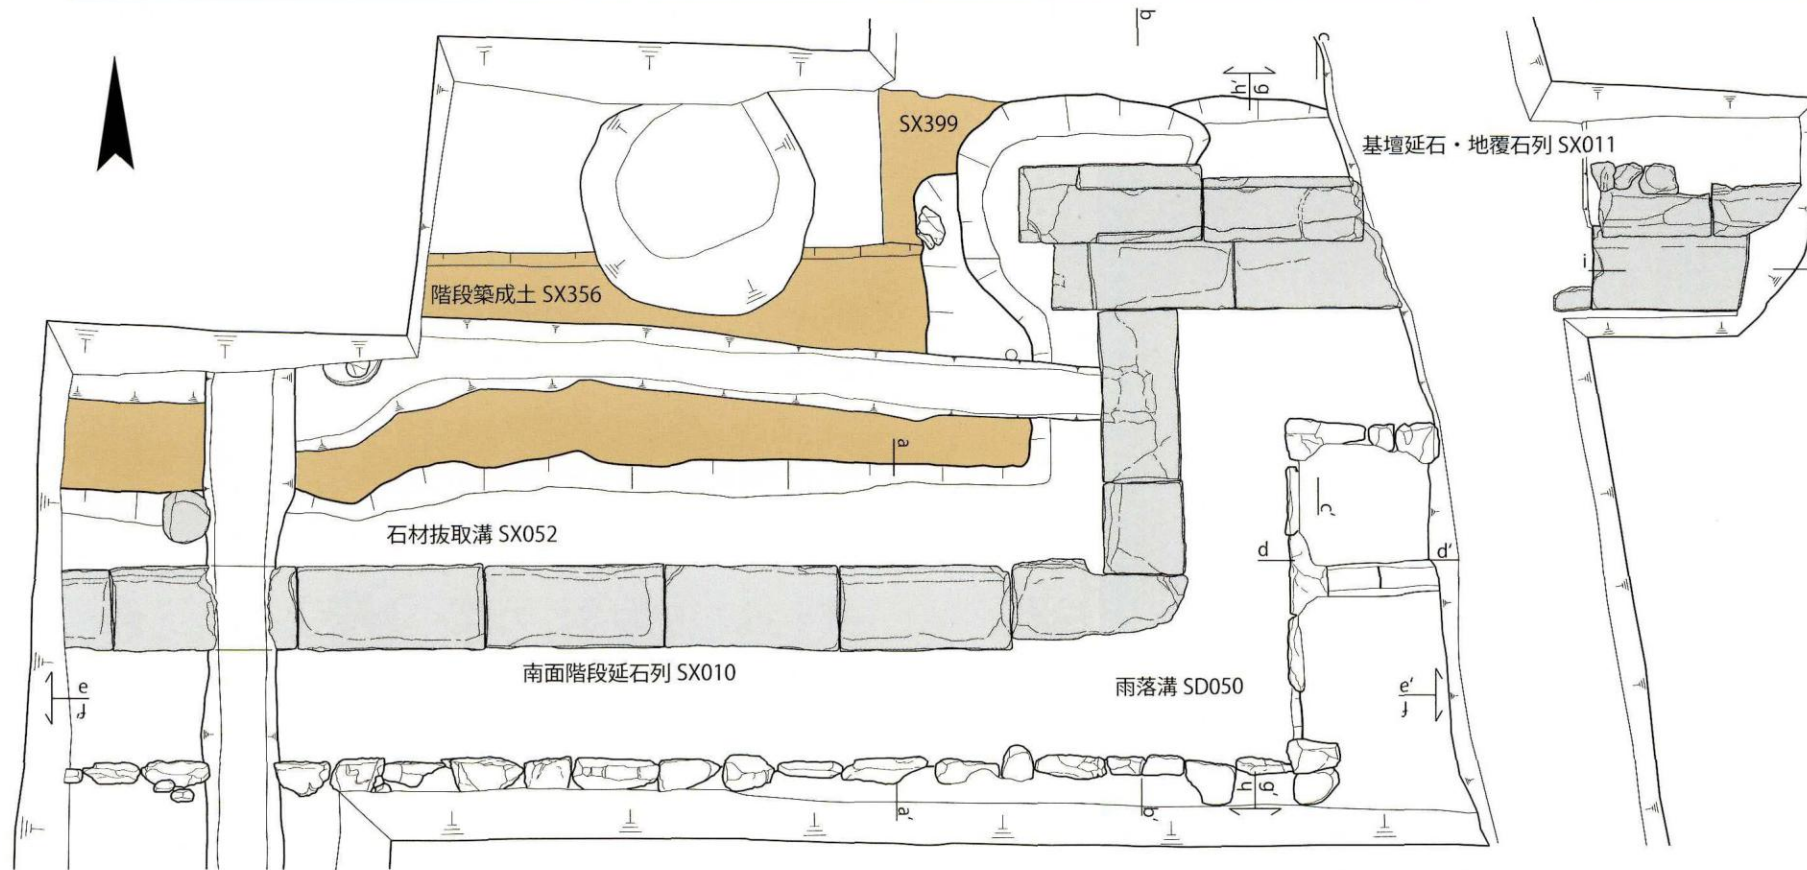 b
c
h' g
SX399
基壇延石・地覆石列 SX011
i
階段築成土 SX356
a
石材抜取溝 SX052
c'
d
d'
南面階段延石列 SX010
雨落溝 SD050
e
f
e'
f
a'
b'
h g'